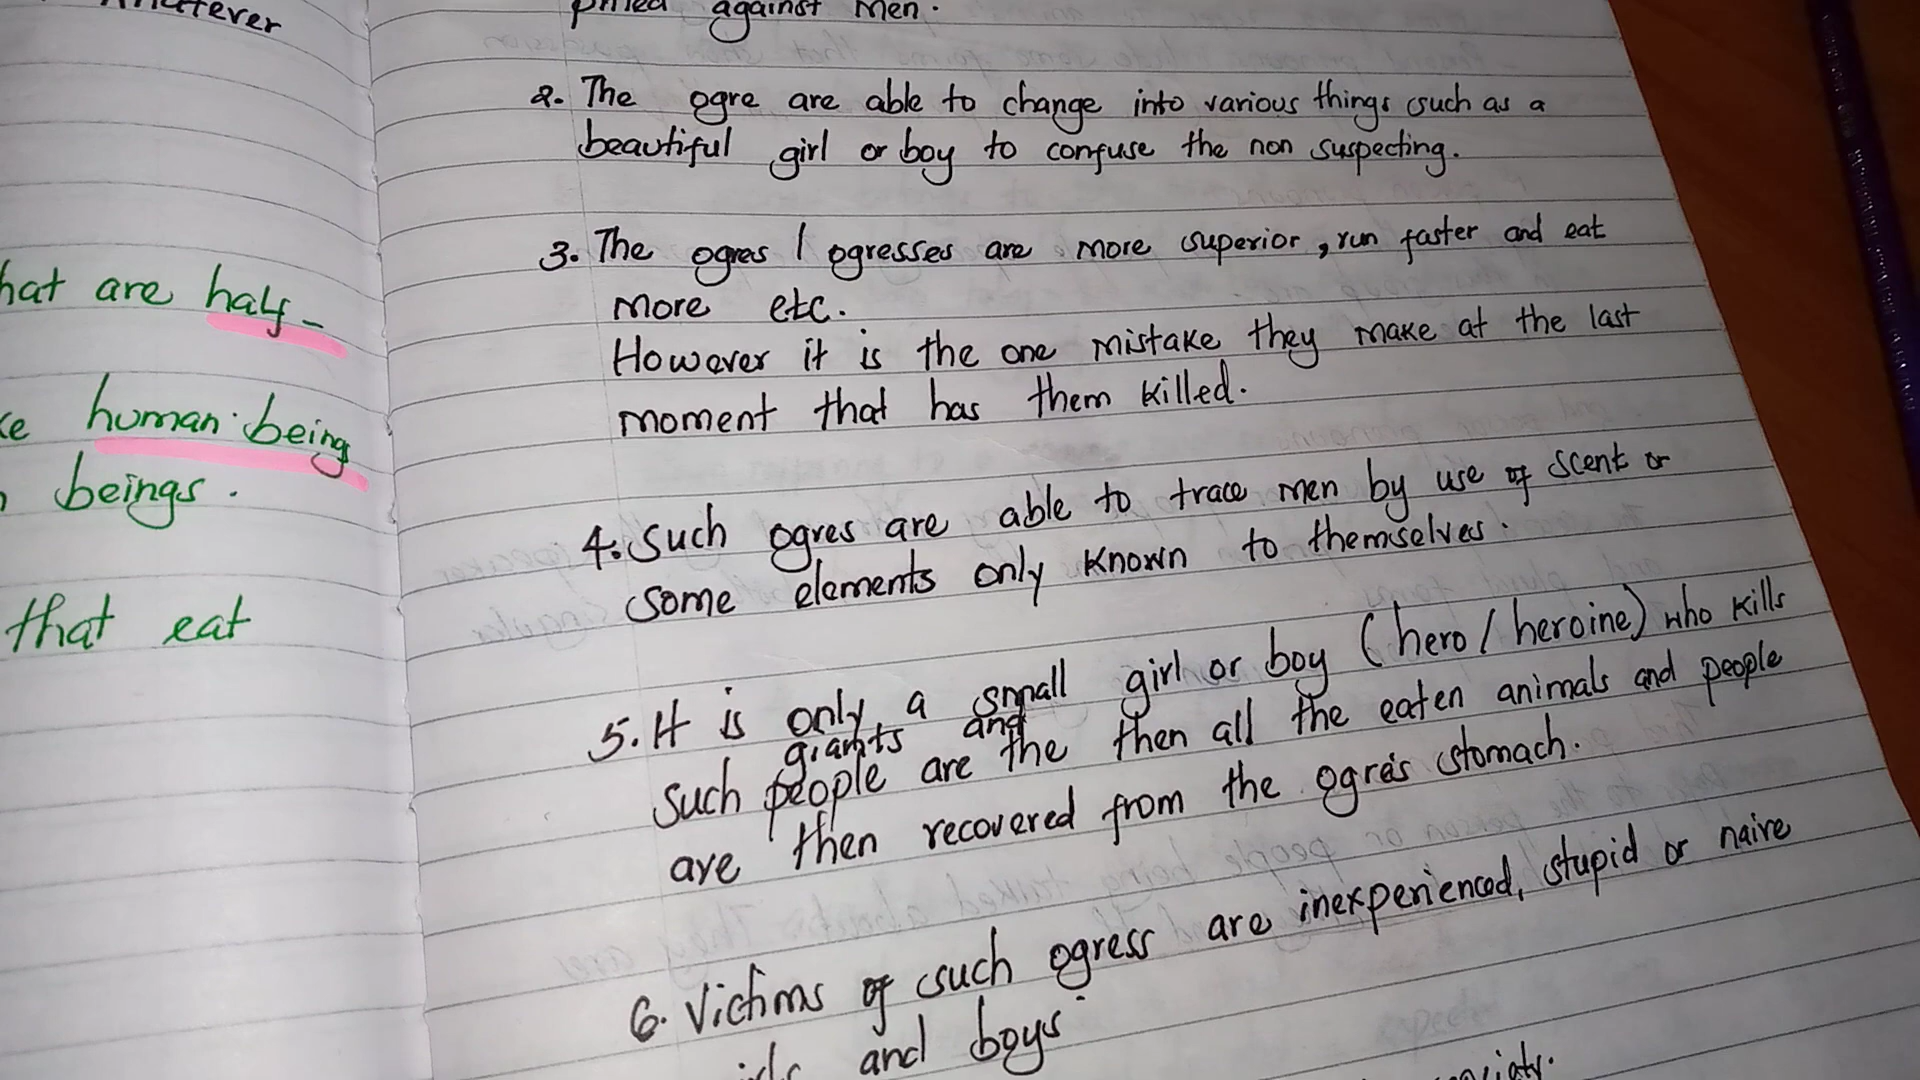 hat are half-
human being
beings.
that eat
against men.
2. The ogre are able to change into various things such as a
beautiful girl or boy to confuse the non suspecting.
3. The ogres / ogresses are more superior, run faster and eat
more etc.
However it is the one mistake they make at the last
moment that has them killed.
4. Such ogres are able to trace men by use of scent or
some elements only known to themselves.
5. It is only a small girl or boy (hero / heroine) who kills
giants and
such people are the then all the eaten animals and people
are then recovered from the ogre's stomach.
6. Victims of such ogress are inexperienced, stupid or naive
and boys